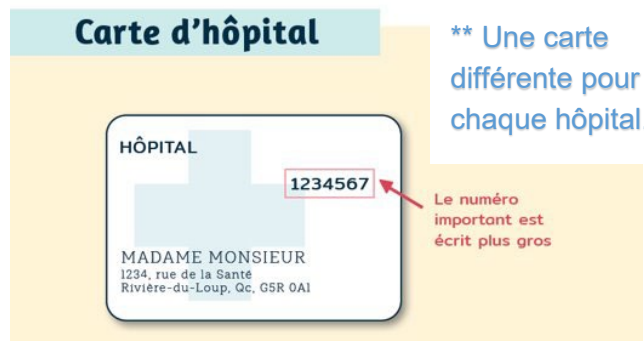 Carte d'hôpital
** Une carte
différente pour
chaque hôpital
HÔPITAL
1234567
Le numéro
important est
écrit plus gros
MADAME MONSIEUR
1234, rue de la Santé
Rivière-du-Loup, Qc, G5R 0A1